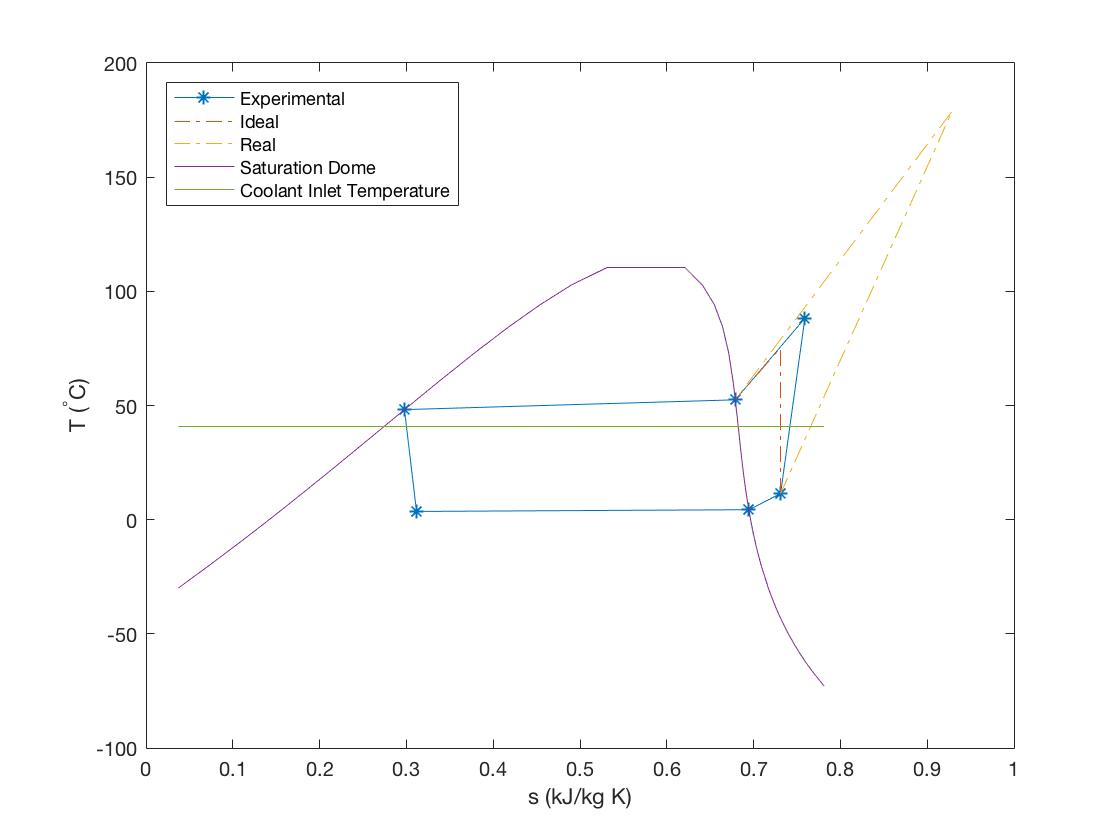 200
150
100
50
0
-50
-100
T (°C)
Experimental
Ideal
Real
Saturation Dome
Coolant Inlet Temperature
0 0.1 0.2 0.3 0.4 0.5 0.6 0.7 0.8 0.9 1
s (kJ/kg K)